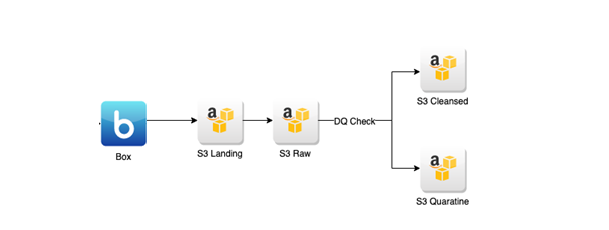 S3 Cleansed
b
a
a
a
a
DQ Check
Box
S3 Landing
S3 Raw
S3 Quaratine